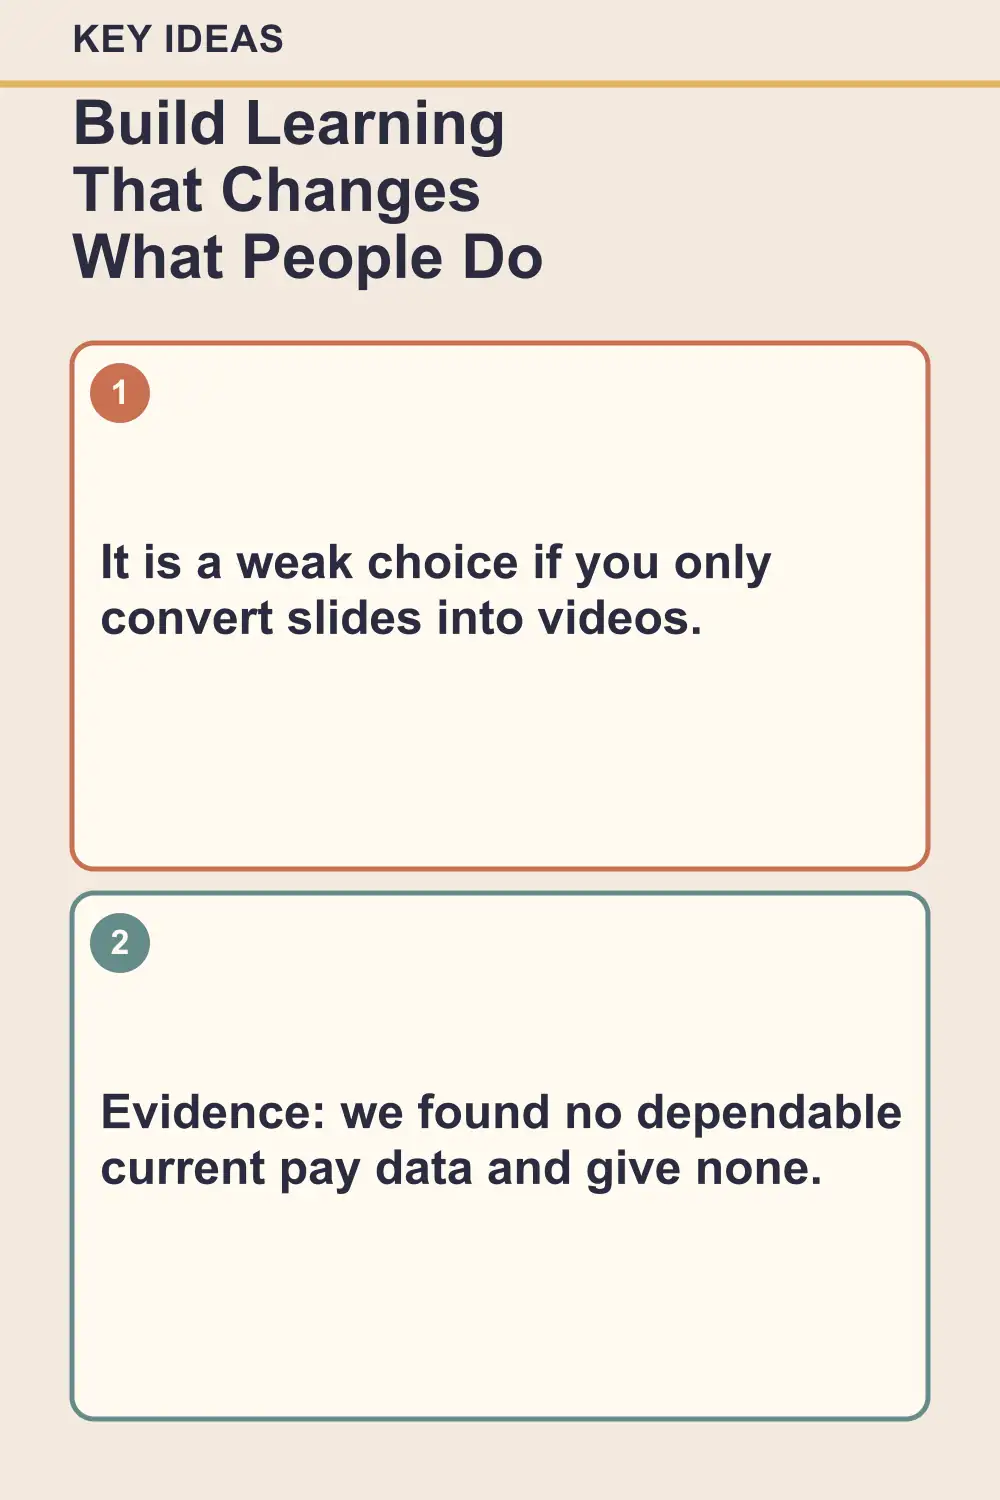 KEY IDEAS
Build Learning
That Changes
What People Do
1
It is a weak choice if you only
convert slides into videos.
2
Evidence: we found no dependable
current pay data and give none.